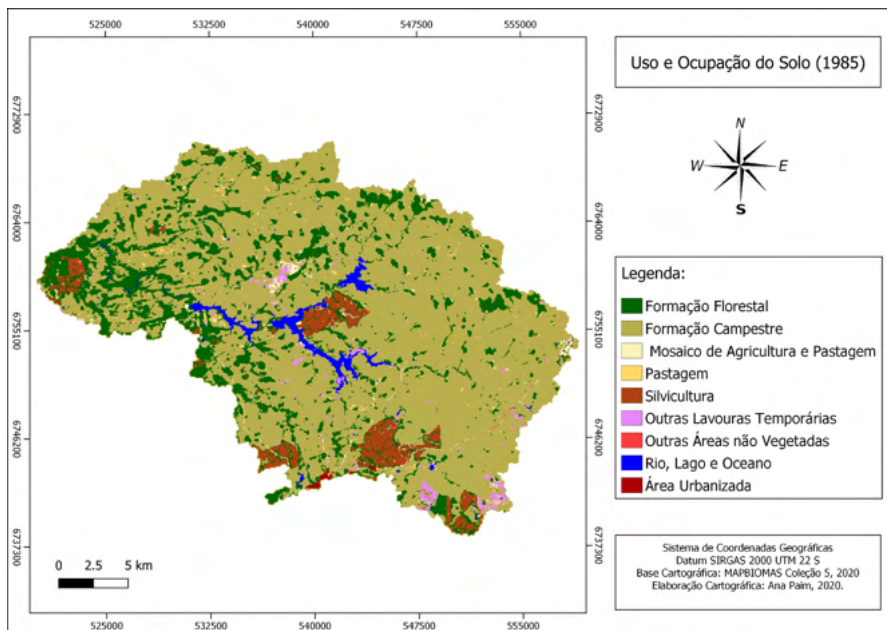 525000 532500 540000 547500 555000
Uso e Ocupação do Solo (1985)
6772900
6772900
N
W
E
S
6764000
6764000
6755100
6755100
6746200
6746200
6737300
6737300
Legenda:
Formação Florestal
Formação Campestre
Mosaico de Agricultura e Pastagem
Pastagem
Silvicultura
Outras Lavouras Temporárias
Outras Áreas não Vegetadas
Rio, Lago e Oceano
Área Urbanizada
0 2.5 5 km
Sistema de Coordenadas Geográficas
Datum SIRGAS 2000 UTM 22 S
Base Cartográfica: MAPBIOMAS Coleção 5, 2020
Elaboração Cartográfica: Ana Paim, 2020.
525000 532500 540000 547500 555000